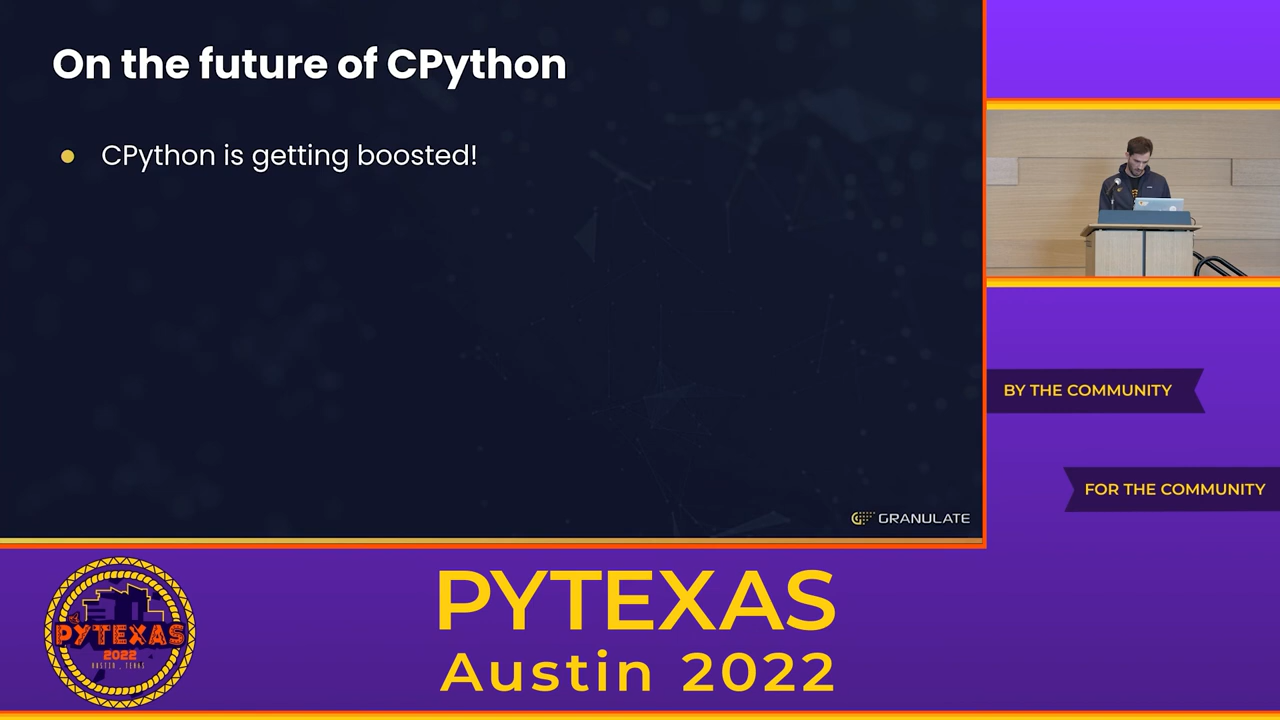 On the future of CPython
CPython is getting boosted!
GRANULATE
BY THE COMMUNITY
FOR THE COMMUNITY
PYTEXAS
2022
AUSTIN, TEXAS
PYTEXAS
Austin 2022